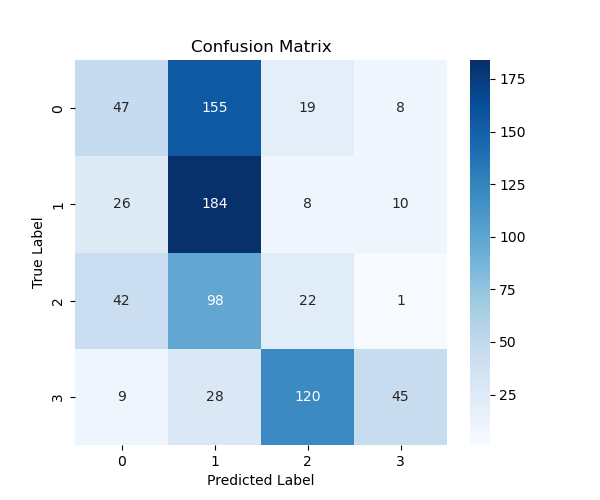 Confusion Matrix
0 47 155 19 8
1 26 184 8 10
2 42 98 22 1
3 9 28 120 45
0 1 2 3
True Label
Predicted Label
175
150
125
100
75
50
25